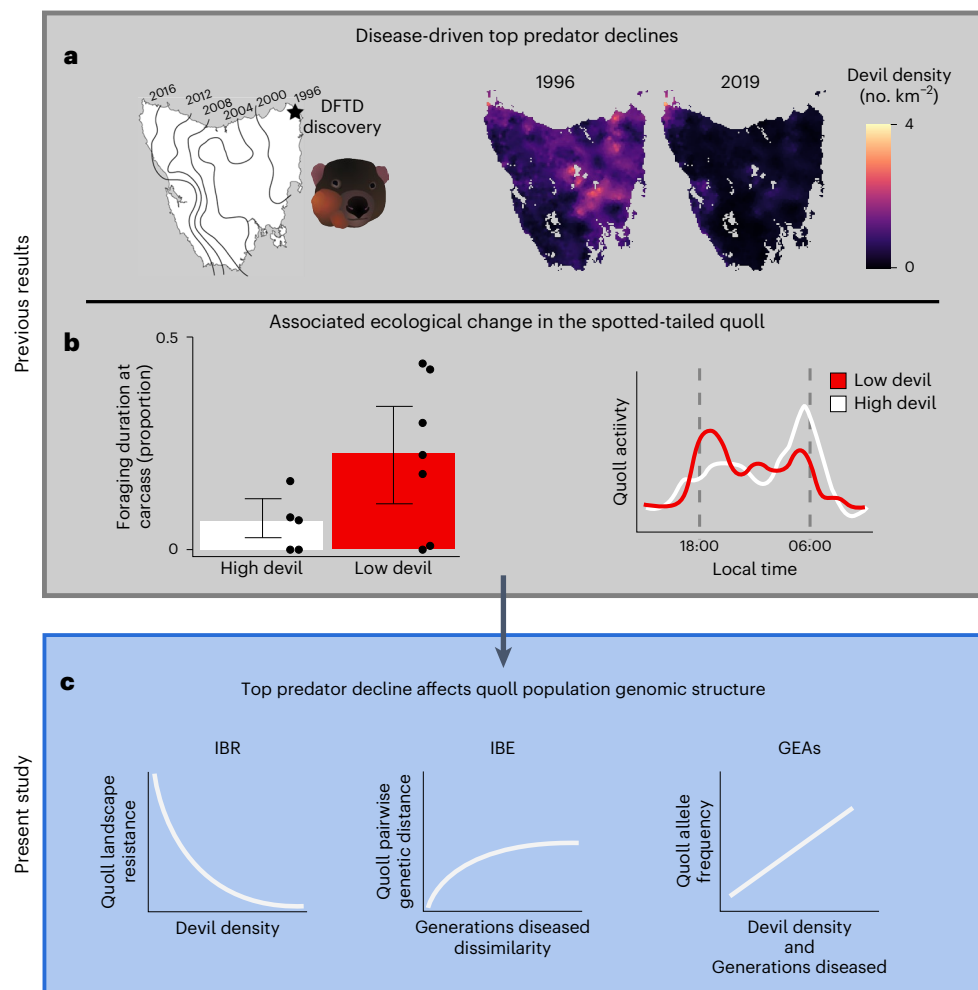 Previous results
Disease-driven top predator declines
a
2016
2012
2008
2004
2000
1996
DFTD
discovery
1996
2019
Devil density
(no. km⁻²)
4
0
Associated ecological change in the spotted-tailed quoll
b
Foraging duration at
carcass (proportion)
0.5
0
High devil
Low devil
Quoll actiivty
Low devil
High devil
18:00
06:00
Local time
Present study
c
Top predator decline affects quoll population genomic structure
IBR
Quoll landscape
resistance
Devil density
IBE
Quoll pairwise
genetic distance
Generations diseased
dissimilarity
GEAs
Quoll allele
frequency
Devil density
and
Generations diseased